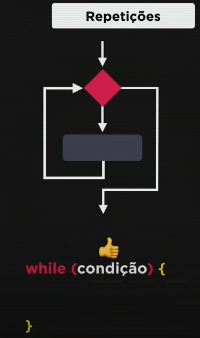 Repetições
while (condição) {
}